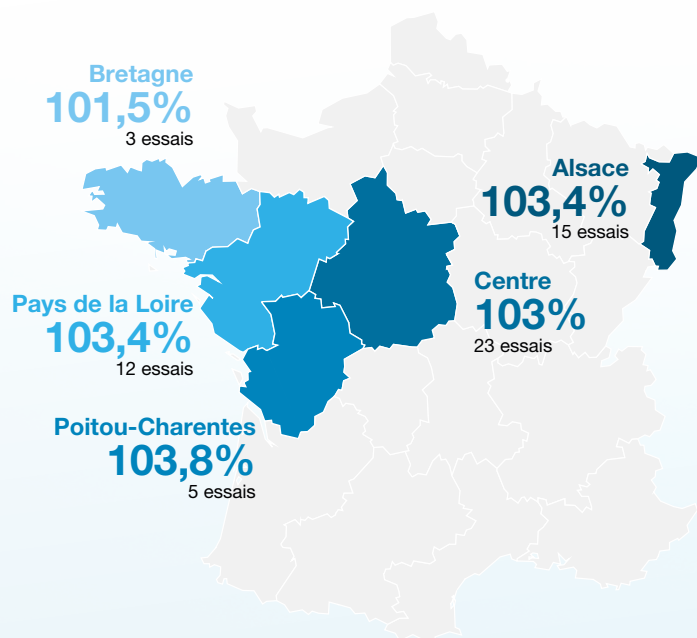 Bretagne
101,5%
3 essais
Alsace
103,4%
15 essais
Centre
103%
23 essais
Pays de la Loire
103,4%
12 essais
Poitou-Charentes
103,8%
5 essais